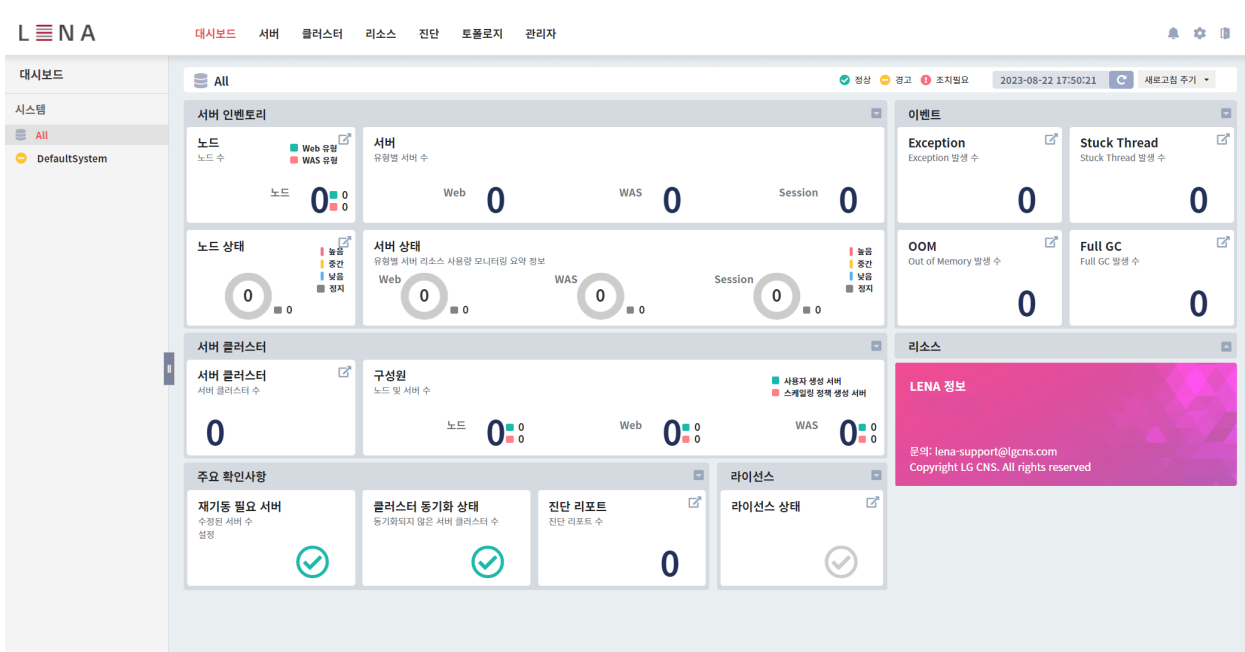 LENA
대시보드 서버 클러스터 리소스 진단 토폴로지 관리자
대시보드
시스템
All
DefaultSystem
All
정상 경고 조치필요 2023-08-22 17:50:21 새로고침 주기
서버 인벤토리
노드
노드 수
Web 유형
WAS 유형
노드 0 0
0
서버
유형별 서버 수
Web 0 WAS 0 Session 0
노드 상태
높음
중간
낮음
정지
0 0
서버 상태
유형별 서버 리소스 사용량 모니터링 요약 정보
높음
중간
낮음
정지
Web 0 0
WAS 0 0
Session 0 0
이벤트
Exception
Exception 발생 수
0
Stuck Thread
Stuck Thread 발생 수
0
OOM
Out of Memory 발생 수
0
Full GC
Full GC 발생 수
0
서버 클러스터
서버 클러스터
서버 클러스터 수
0
구성원
노드 및 서버 수
사용자 생성 서버
스케일링 정책 생성 서버
노드 0 0
0
Web 0 0
0
WAS 0 0
0
리소스
LENA 정보
문의: lena-support@lgcns.com
Copyright LG CNS. All rights reserved
주요 확인사항
재기동 필요 서버
수정된 서버 수
설정
클러스터 동기화 상태
동기화되지 않은 서버 클러스터 수
진단 리포트
진단 리포트 수
0
라이선스
라이선스 상태